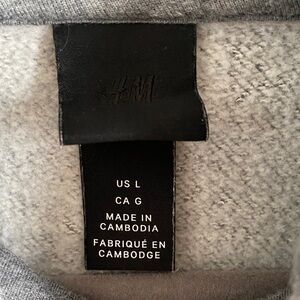 H&M
US L
CA G
MADE IN
CAMBODIA
FABRIQUÉ EN
CAMBODGE